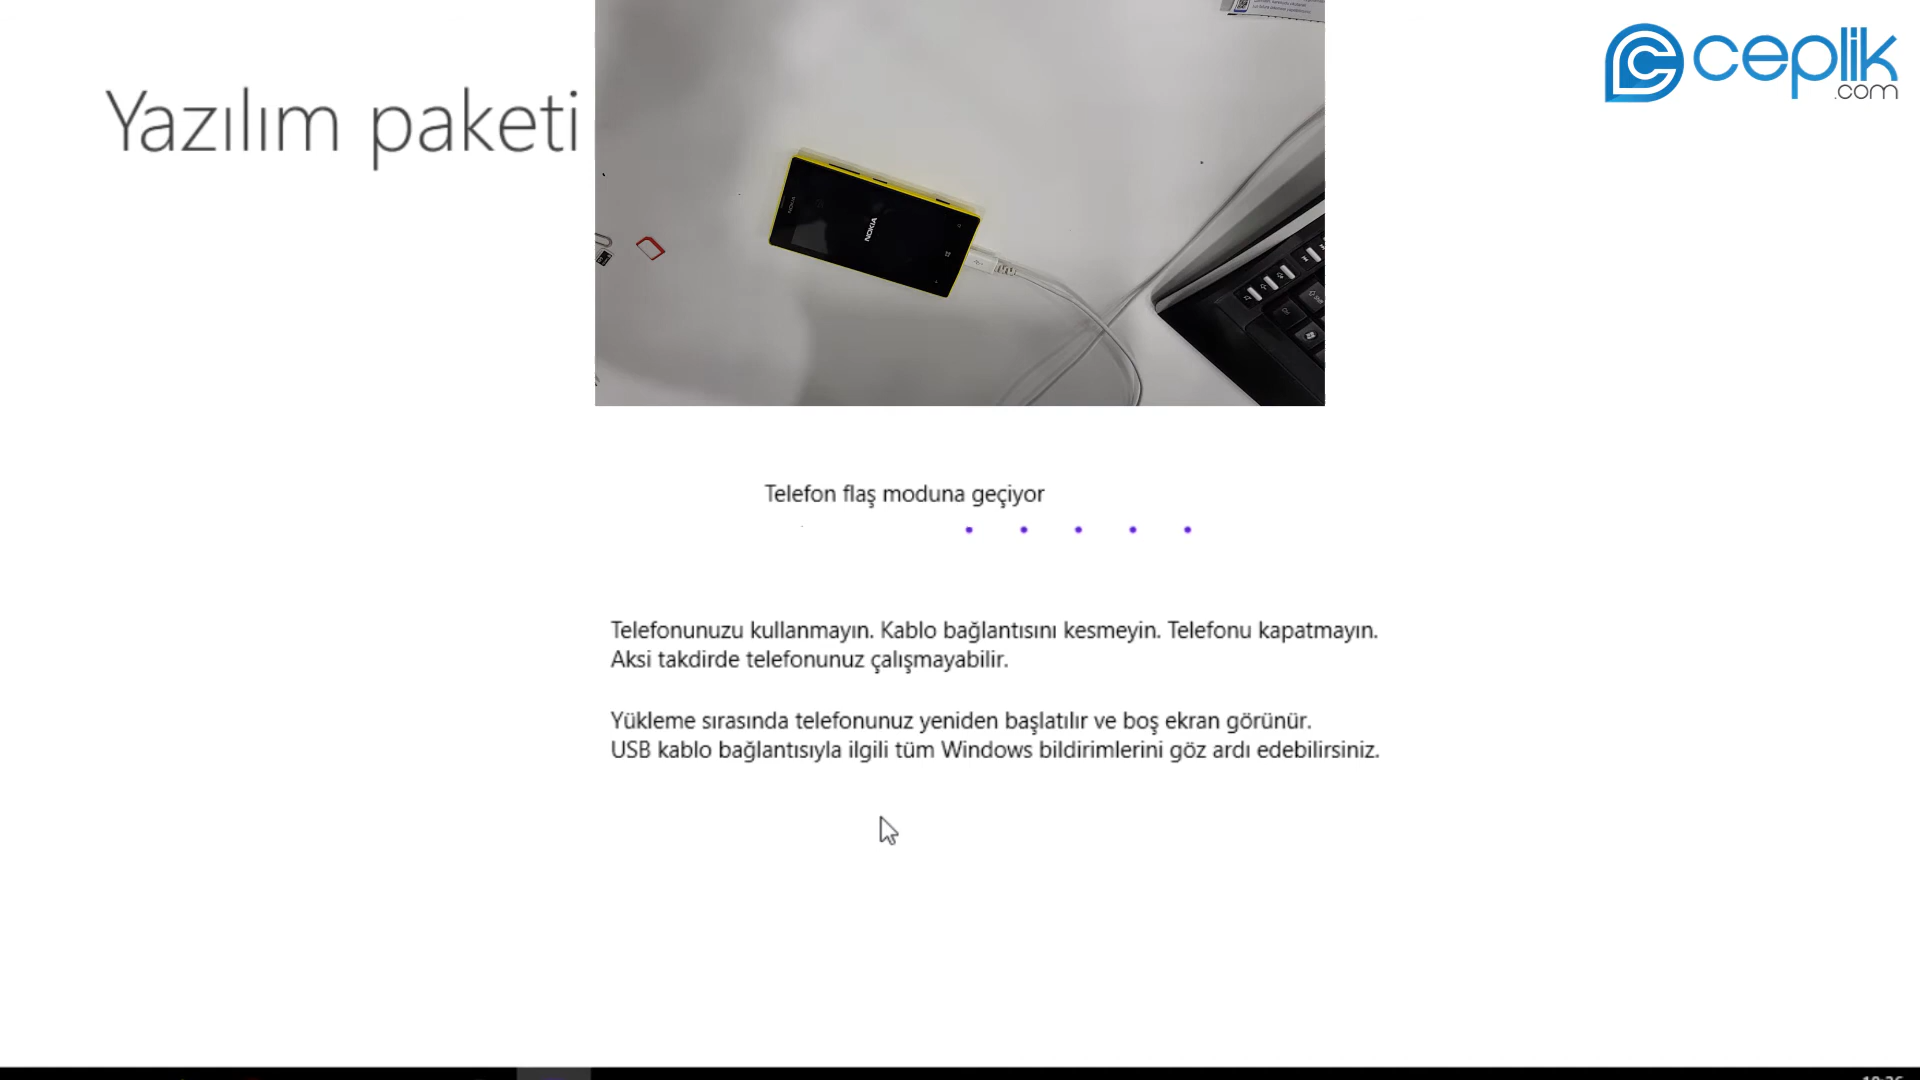 ceplik
.com
Yazılım paketi
NOKIA
NOKIA
Telefon flaş moduna geçiyor
Telefonunuzu kullanmayın. Kablo bağlantısını kesmeyin. Telefonu kapatmayın.
Aksi takdirde telefonunuz çalışmayabilir.
Yükleme sırasında telefonunuz yeniden başlatılır ve boş ekran görünür.
USB kablo bağlantısıyla ilgili tüm Windows bildirimlerini göz ardı edebilirsiniz.